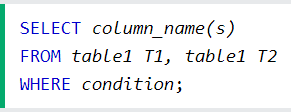 SELECT column_name(s)
FROM table1 T1, table1 T2
WHERE condition;